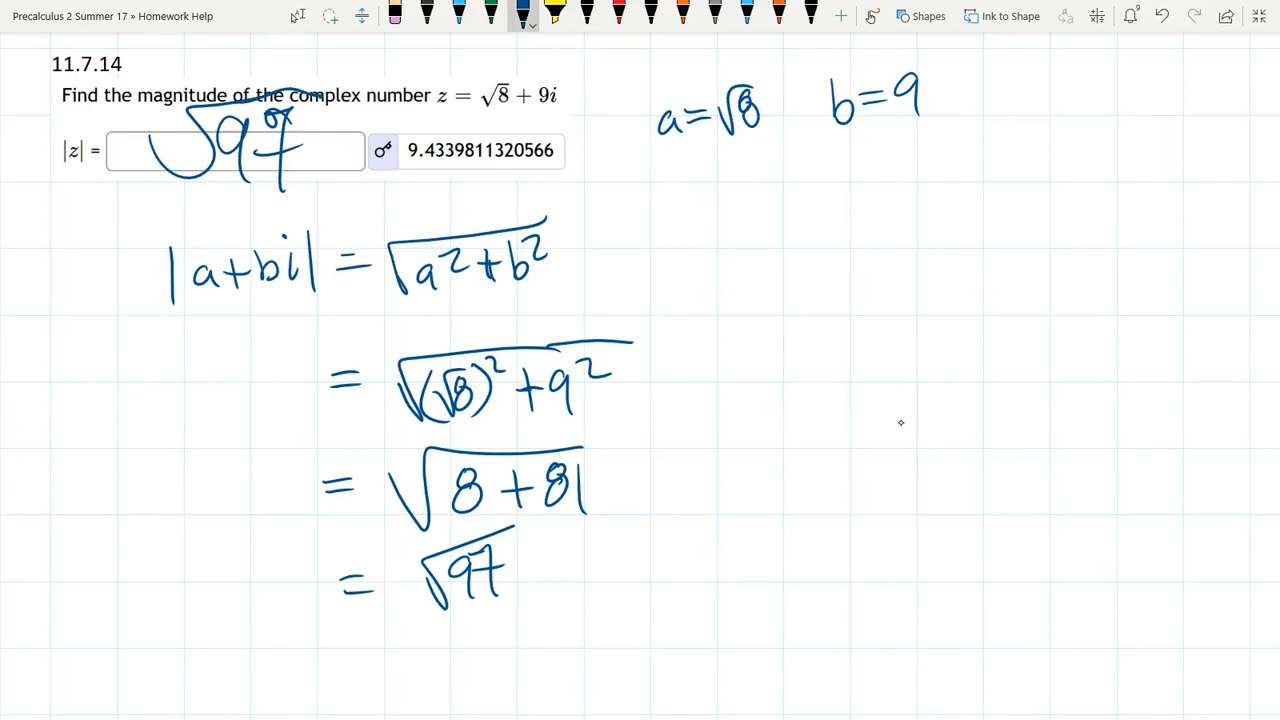 Precalculus 2 Summer 17 » Homework Help
Shapes
Ink to Shape
11.7.14
Find the magnitude of the complex number z = √8 + 9i
|z| = √97
9.4339811320566
a=√8 b=9
|a+bi| = √(a²+b²)
= √((√8)²+9²)
= √(8+81)
= √97